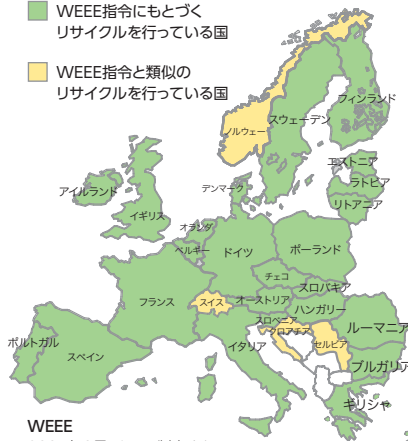 WEEE指令にもとづく
リサイクルを行っている国
WEEE指令と類似の
リサイクルを行っている国
フィンランド
スウェーデン
ノルウェー
エストニア
ラトビア
リトアニア
デンマーク
アイルランド
イギリス
オランダ
ベルギー
ドイツ
ポーランド
チェコ
スロバキア
フランス
スイス
オーストリア
ハンガリー
スロベニア
クロアチア
ルーマニア
セルビア
イタリア
ポルトガル
スペイン
ブルガリア
ギリシャ
WEEE